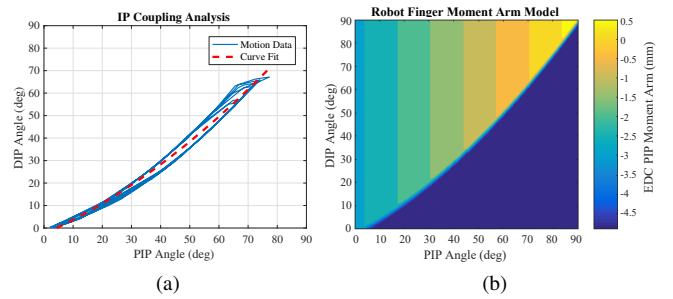 IP Coupling Analysis
90
80
70
60
50
40
30
20
10
0
DIP Angle (deg)
Motion Data
Curve Fit
0 10 20 30 40 50 60 70 80 90
PIP Angle (deg)
(a)
Robot Finger Moment Arm Model
90
80
70
60
50
40
30
20
10
0
DIP Angle (deg)
0 10 20 30 40 50 60 70 80 90
PIP Angle (deg)
0.5
0
-0.5
-1
-1.5
-2
-2.5
-3
-3.5
-4
-4.5
EDC PIP Moment Arm (mm)
(b)